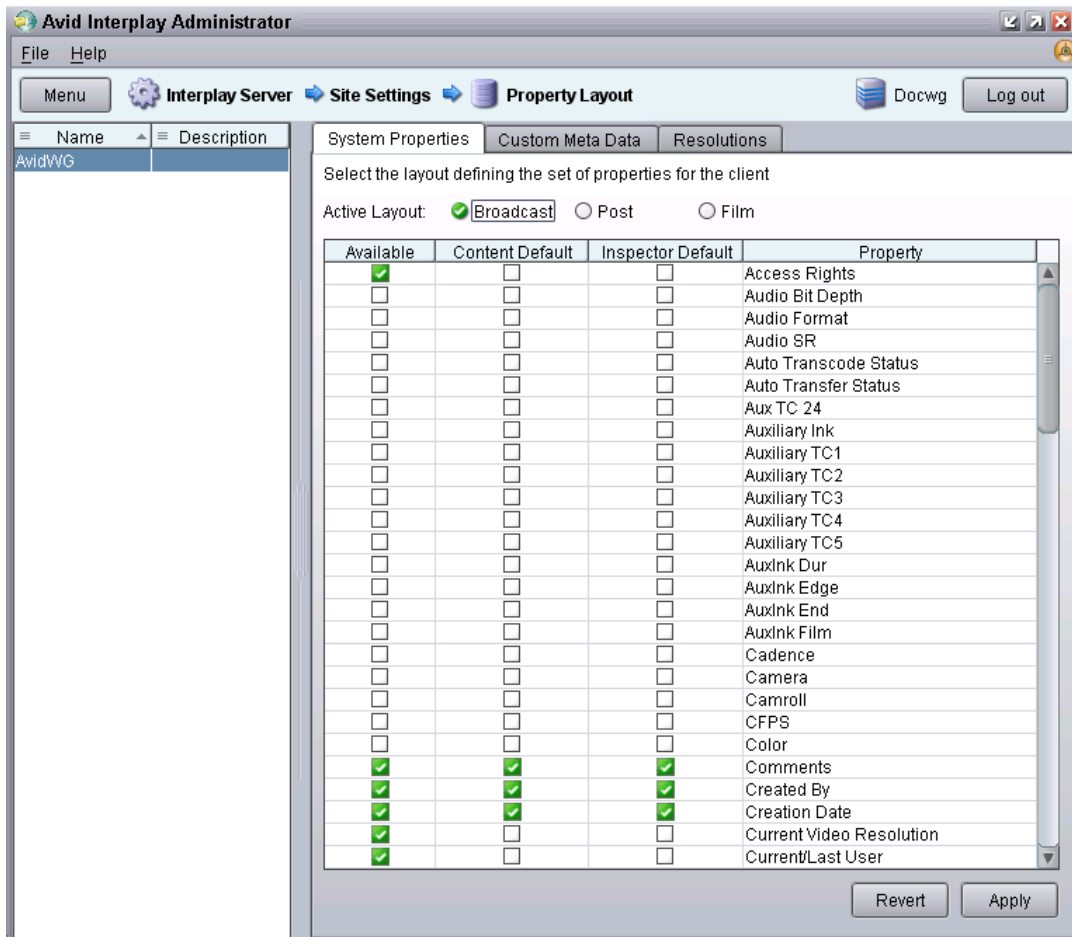 Avid Interplay Administrator
File Help
Menu Interplay Server Site Settings Property Layout Docwg Log out
Name Description
AvidWG
System Properties Custom Meta Data Resolutions
Select the layout defining the set of properties for the client
Active Layout: Broadcast Post Film
Available Content Default Inspector Default Property
Access Rights
Audio Bit Depth
Audio Format
Audio SR
Auto Transcode Status
Auto Transfer Status
Aux TC 24
Auxiliary Ink
Auxiliary TC1
Auxiliary TC2
Auxiliary TC3
Auxiliary TC4
Auxiliary TC5
AuxInk Dur
AuxInk Edge
AuxInk End
AuxInk Film
Cadence
Camera
Camroll
CFPS
Color
Comments
Created By
Creation Date
Current Video Resolution
Current/Last User
Revert Apply